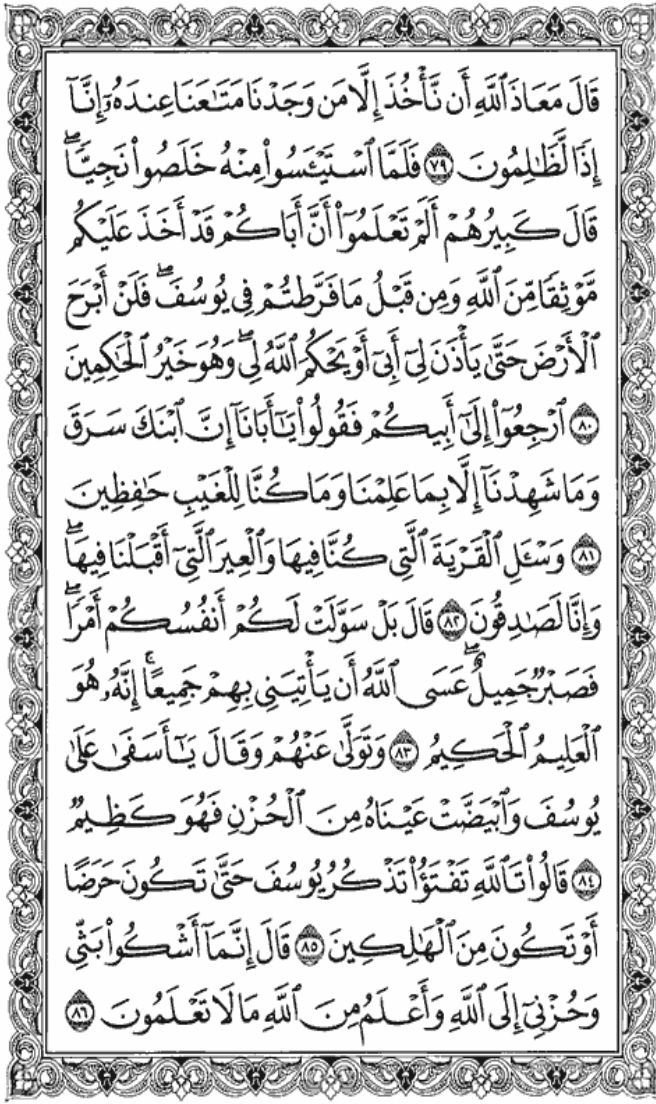 قَالَ مَعَاذَ ٱللَّهِ أَن نَّأۡخُذَ إِلَّا مَن وَجَدۡنَا مَتَٰعَنَا عِندَهُۥٓ إِنَّآ
إِذٗا لَّظَٰلِمُونَ ٧٩ فَلَمَّا ٱسۡتَيۡـَٔسُواْ مِنۡهُ خَلَصُواْ نَجِيّٗاۖ
قَالَ كَبِيرُهُمۡ أَلَمۡ تَعۡلَمُوٓاْ أَنَّ أَبَاكُمۡ قَدۡ أَخَذَ عَلَيۡكُم
مَّوۡثِقٗا مِّنَ ٱللَّهِ وَمِن قَبۡلُ مَا فَرَّطتُمۡ فِي يُوسُفَۖ فَلَنۡ أَبۡرَحَ
ٱلۡأَرۡضَ حَتَّىٰ يَأۡذَنَ لِيٓ أَبِيٓ أَوۡ يَحۡكُمَ ٱللَّهُ لِيۖ وَهُوَ خَيۡرُ ٱلۡحَٰكِمِينَ
٨٠ ٱرۡجِعُوٓاْ إِلَىٰٓ أَبِيكُمۡ فَقُولُواْ يَٰٓأَبَانَآ إِنَّ ٱبۡنَكَ سَرَقَ
وَمَا شَهِدۡنَآ إِلَّا بِمَا عَلِمۡنَا وَمَا كُنَّا لِلۡغَيۡبِ حَٰفِظِينَ
٨١ وَسۡـَٔلِ ٱلۡقَرۡيَةَ ٱلَّتِي كُنَّا فِيهَا وَٱلۡعِيرَ ٱلَّتِيٓ أَقۡبَلۡنَا فِيهَاۖ
وَإِنَّا لَصَٰدِقُونَ ٨٢ قَالَ بَلۡ سَوَّلَتۡ لَكُمۡ أَنفُسُكُمۡ أَمۡرٗاۖ
فَصَبۡرٞ جَمِيلٌۖ عَسَى ٱللَّهُ أَن يَأۡتِيَنِي بِهِمۡ جَمِيعًاۚ إِنَّهُۥ هُوَ
ٱلۡعَلِيمُ ٱلۡحَكِيمُ ٨٣ وَتَوَلَّىٰ عَنۡهُمۡ وَقَالَ يَٰٓأَسَفَىٰ عَلَىٰ
يُوسُفَ وَٱبۡيَضَّتۡ عَيۡنَاهُ مِنَ ٱلۡحُزۡنِ فَهُوَ كَظِيمٞ
٨٤ قَالُواْ تَٱللَّهِ تَفۡتَؤُاْ تَذۡكُرُ يُوسُفَ حَتَّىٰ تَكُونَ حَرَضًا
أَوۡ تَكُونَ مِنَ ٱلۡهَٰلِكِينَ ٨٥ قَالَ إِنَّمَآ أَشۡكُواْ بَثِّي
وَحُزۡنِيٓ إِلَى ٱللَّهِ وَأَعۡلَمُ مِنَ ٱللَّهِ مَا لَا تَعۡلَمُونَ ٨٦